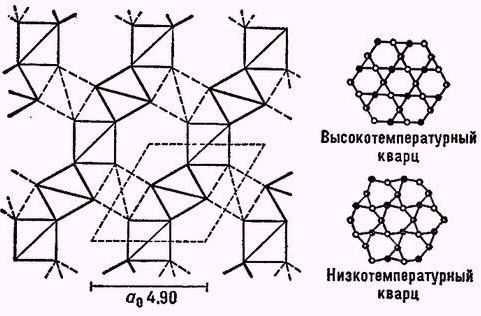 Высокотемпературный
кварц
Низкотемпературный
кварц
a₀ 4.90